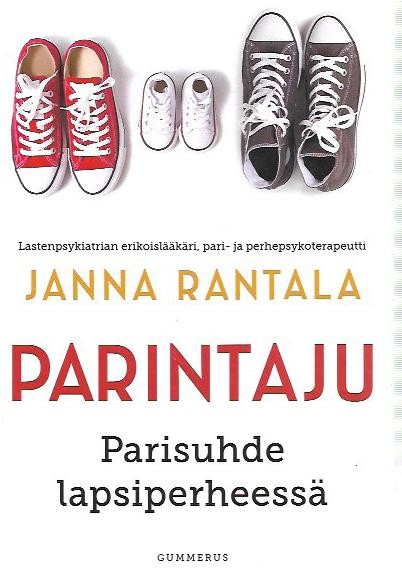 Lastenpsykiatrian erikoislääkäri, pari- ja perhepsykoterapeutti
JANNA RANTALA
PARINTAJU
Parisuhde
lapsiperheessä
GUMMERUS